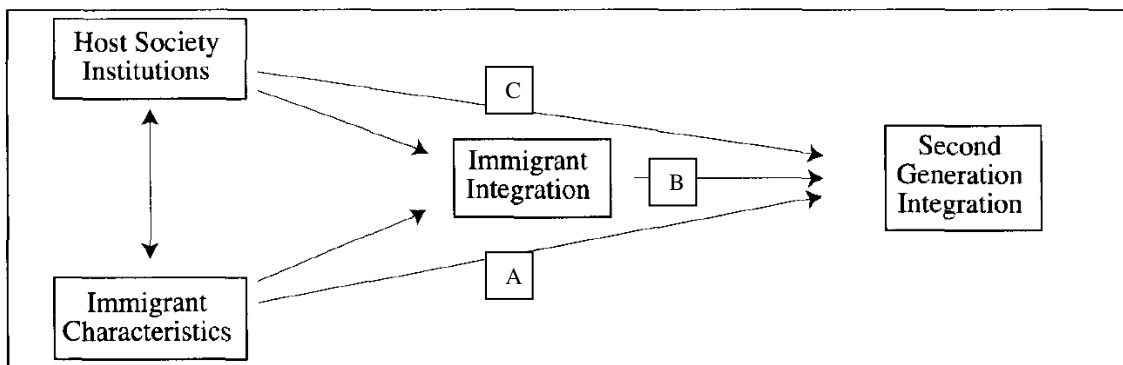 Host Society
Institutions
C
Immigrant
Integration
B
Second
Generation
Integration
A
Immigrant
Characteristics